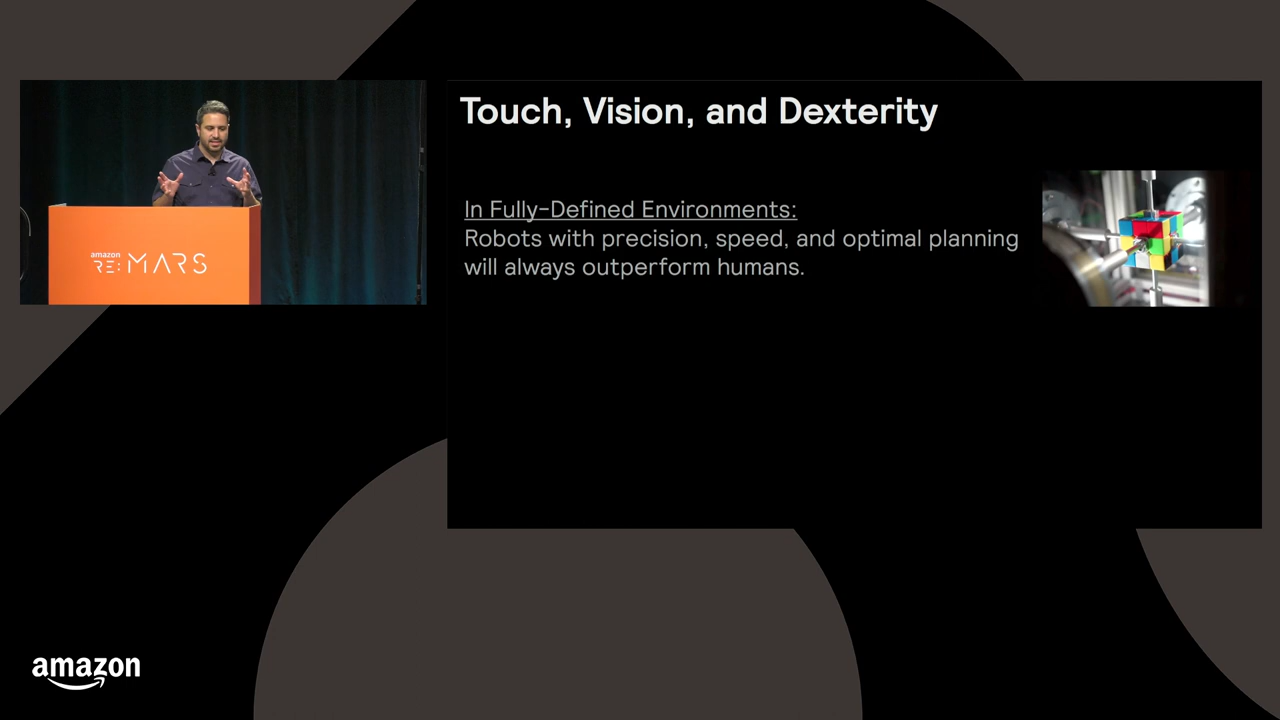 amazon
RE:MARS
Touch, Vision, and Dexterity
In Fully-Defined Environments:
Robots with precision, speed, and optimal planning
will always outperform humans.
amazon